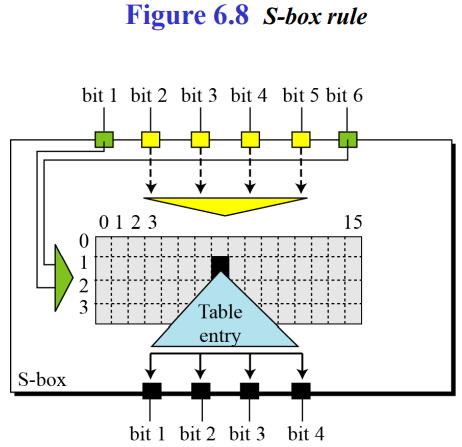 Figure 6.8 S-box rule
bit 1 bit 2 bit 3 bit 4 bit 5 bit 6
0 1 2 3 15
0
1
2
3
Table
entry
S-box
bit 1 bit 2 bit 3 bit 4